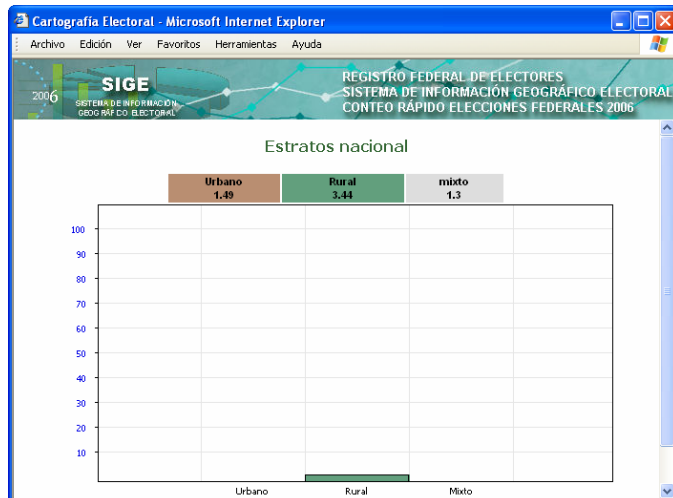 Cartografía Electoral - Microsoft Internet Explorer
Archivo Edición Ver Favoritos Herramientas Ayuda
2006
SIGE
SISTEMA DE INFORMACIÓN
GEOGRÁFICO ELECTORAL
REGISTRO FEDERAL DE ELECTORES
SISTEMA DE INFORMACIÓN GEOGRÁFICO ELECTORAL
CONTEO RÁPIDO ELECCIONES FEDERALES 2006
Estratos nacional
Urbano Rural mixto
1.49 3.44 1.3
100
90
80
70
60
50
40
30
20
10
Urbano Rural Mixto